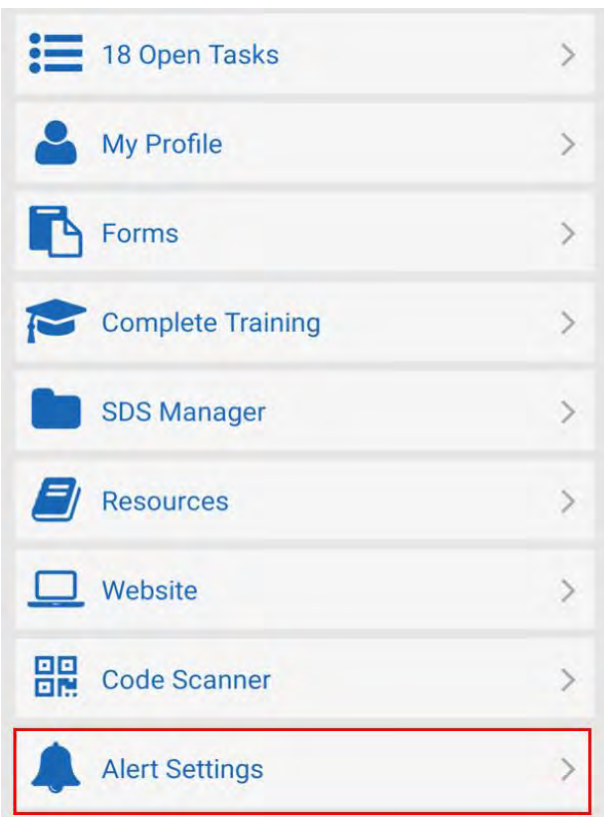 18 Open Tasks
My Profile
Forms
Complete Training
SDS Manager
Resources
Website
Code Scanner
Alert Settings